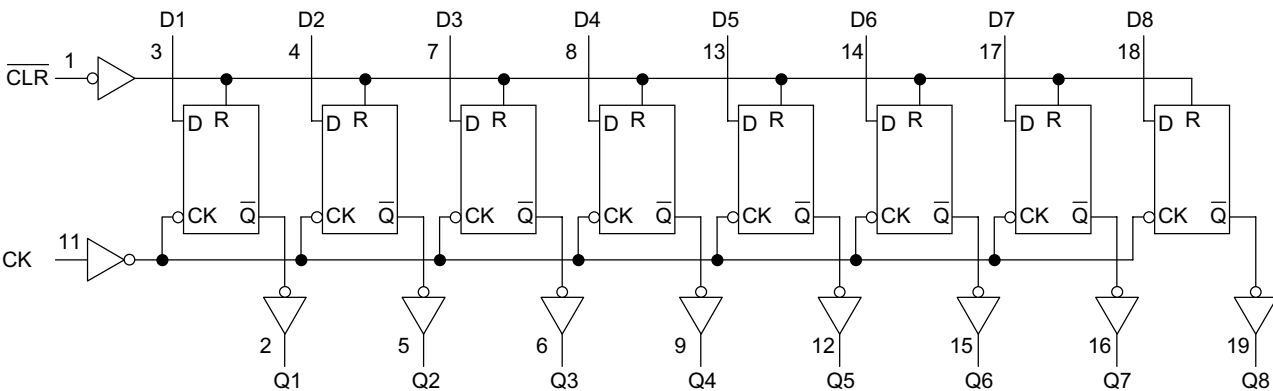 D1 D2 D3 D4 D5 D6 D7 D8
3 4 7 8 13 14 17 18
C̅L̅R̅ 1
D R D R D R D R D R D R D R D R
CK Q̅ CK Q̅ CK Q̅ CK Q̅ CK Q̅ CK Q̅ CK Q̅ CK Q̅
CK 11
2 5 6 9 12 15 16 19
Q1 Q2 Q3 Q4 Q5 Q6 Q7 Q8